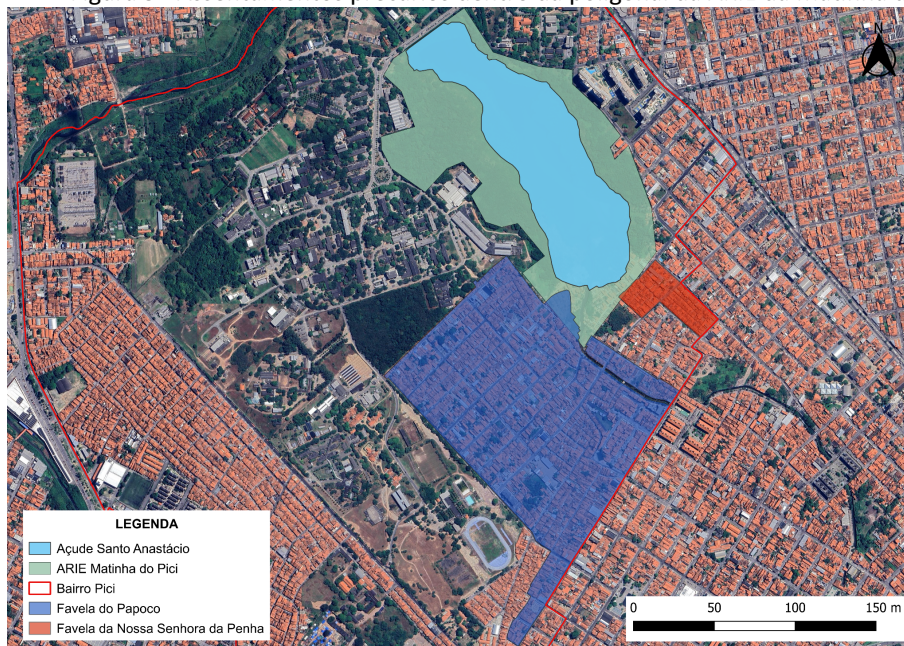 LEGENDA
Açude Santo Anastácio
ARIE Matinha do Pici
Bairro Pici
Favela do Papoco
Favela da Nossa Senhora da Penha
0 50 100 150 m